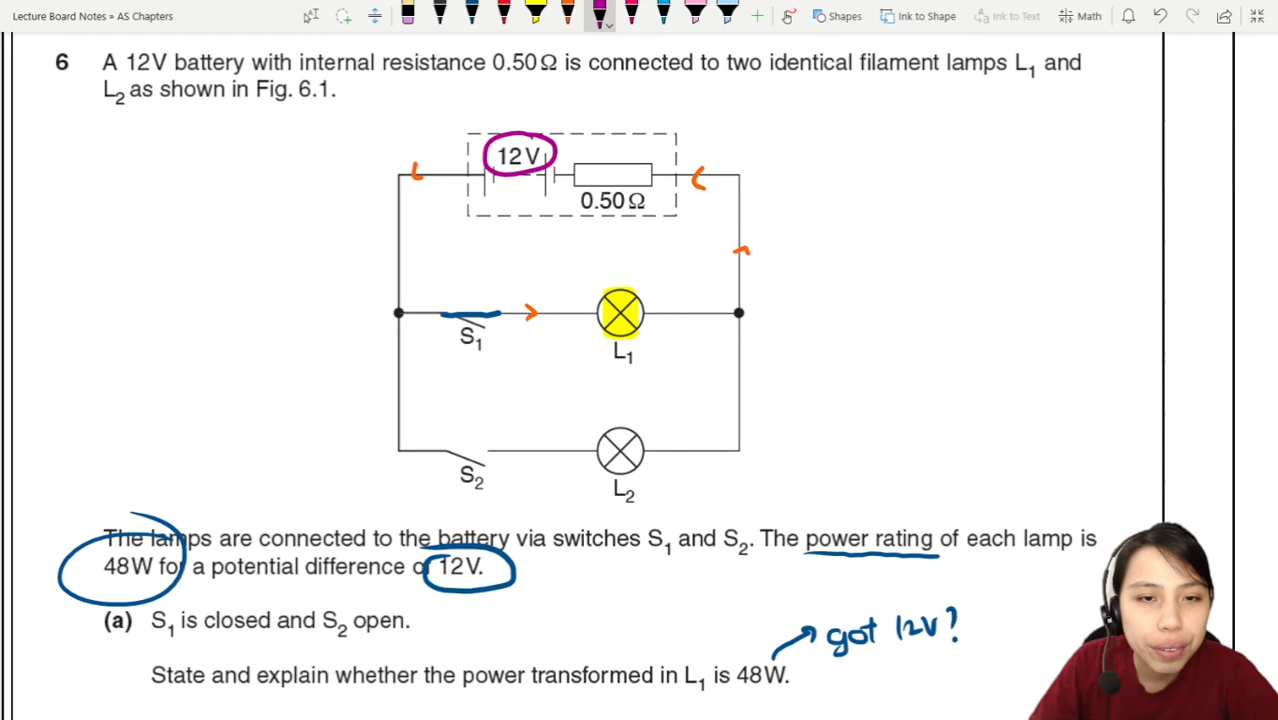 Lecture Board Notes » AS Chapters
Shapes
Ink to Shape
Ink to Text
Math
6 A 12V battery with internal resistance 0.50Ω is connected to two identical filament lamps L₁ and
L₂ as shown in Fig. 6.1.
12V
0.50Ω
S₁
L₁
S₂
L₂
The lamps are connected to the battery via switches S₁ and S₂. The power rating of each lamp is
48W for a potential difference of 12V.
(a) S₁ is closed and S₂ open.
got 12V?
State and explain whether the power transformed in L₁ is 48W.